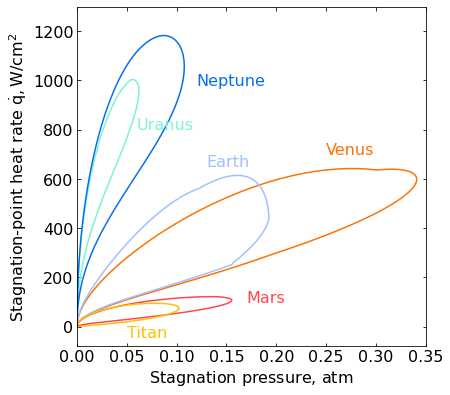 1200
1000
800
600
400
200
0
Stagnation-point heat rate q̇, W/cm²
Neptune
Uranus
Earth
Venus
Mars
Titan
0.00 0.05 0.10 0.15 0.20 0.25 0.30 0.35
Stagnation pressure, atm